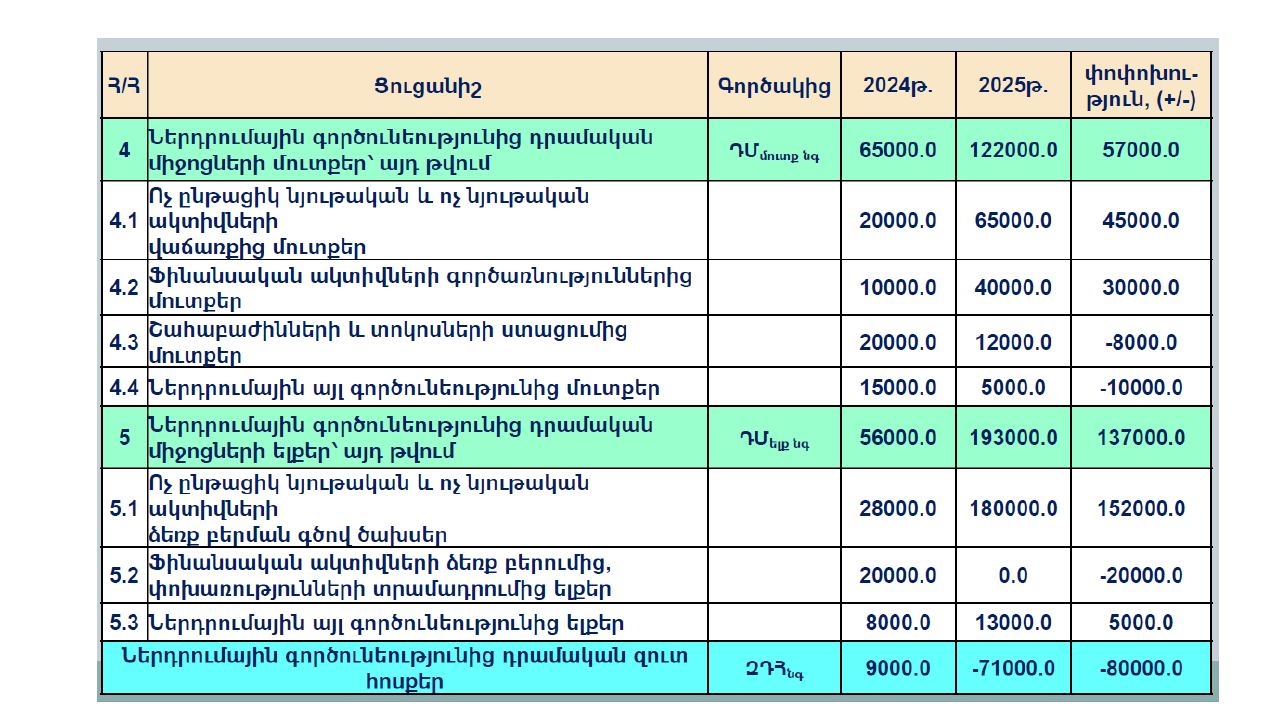 Հ/Հ Ցուցանիշ Գործակից 2024թ. 2025թ. փոփոխու-
թյուն, (+/-)
4 Ներդրումային գործունեությունից դրամական
միջոցների մուտքեր՝ այդ թվում ԴՄմուտք նգ 65000.0 122000.0 57000.0
4.1 Ոչ ընթացիկ նյութական և ոչ նյութական
ակտիվների
վաճառքից մուտքեր 20000.0 65000.0 45000.0
4.2 Ֆինանսական ակտիվների գործառնություններից
մուտքեր 10000.0 40000.0 30000.0
4.3 Շահաբաժինների և տոկոսների ստացումից
մուտքեր 20000.0 12000.0 -8000.0
4.4 Ներդրումային այլ գործունեությունից մուտքեր 15000.0 5000.0 -10000.0
5 Ներդրումային գործունեությունից դրամական
միջոցների ելքեր՝ այդ թվում ԴՄելք նգ 56000.0 193000.0 137000.0
5.1 Ոչ ընթացիկ նյութական և ոչ նյութական
ակտիվների
ձեռք բերման գծով ծախսեր 28000.0 180000.0 152000.0
5.2 Ֆինանսական ակտիվների ձեռք բերումից,
փոխառությունների տրամադրումից ելքեր 20000.0 0.0 -20000.0
5.3 Ներդրումային այլ գործունեությունից ելքեր 8000.0 13000.0 5000.0
Ներդրումային գործունեությունից դրամական զուտ
հոսքեր ԶԴՀնգ 9000.0 -71000.0 -80000.0